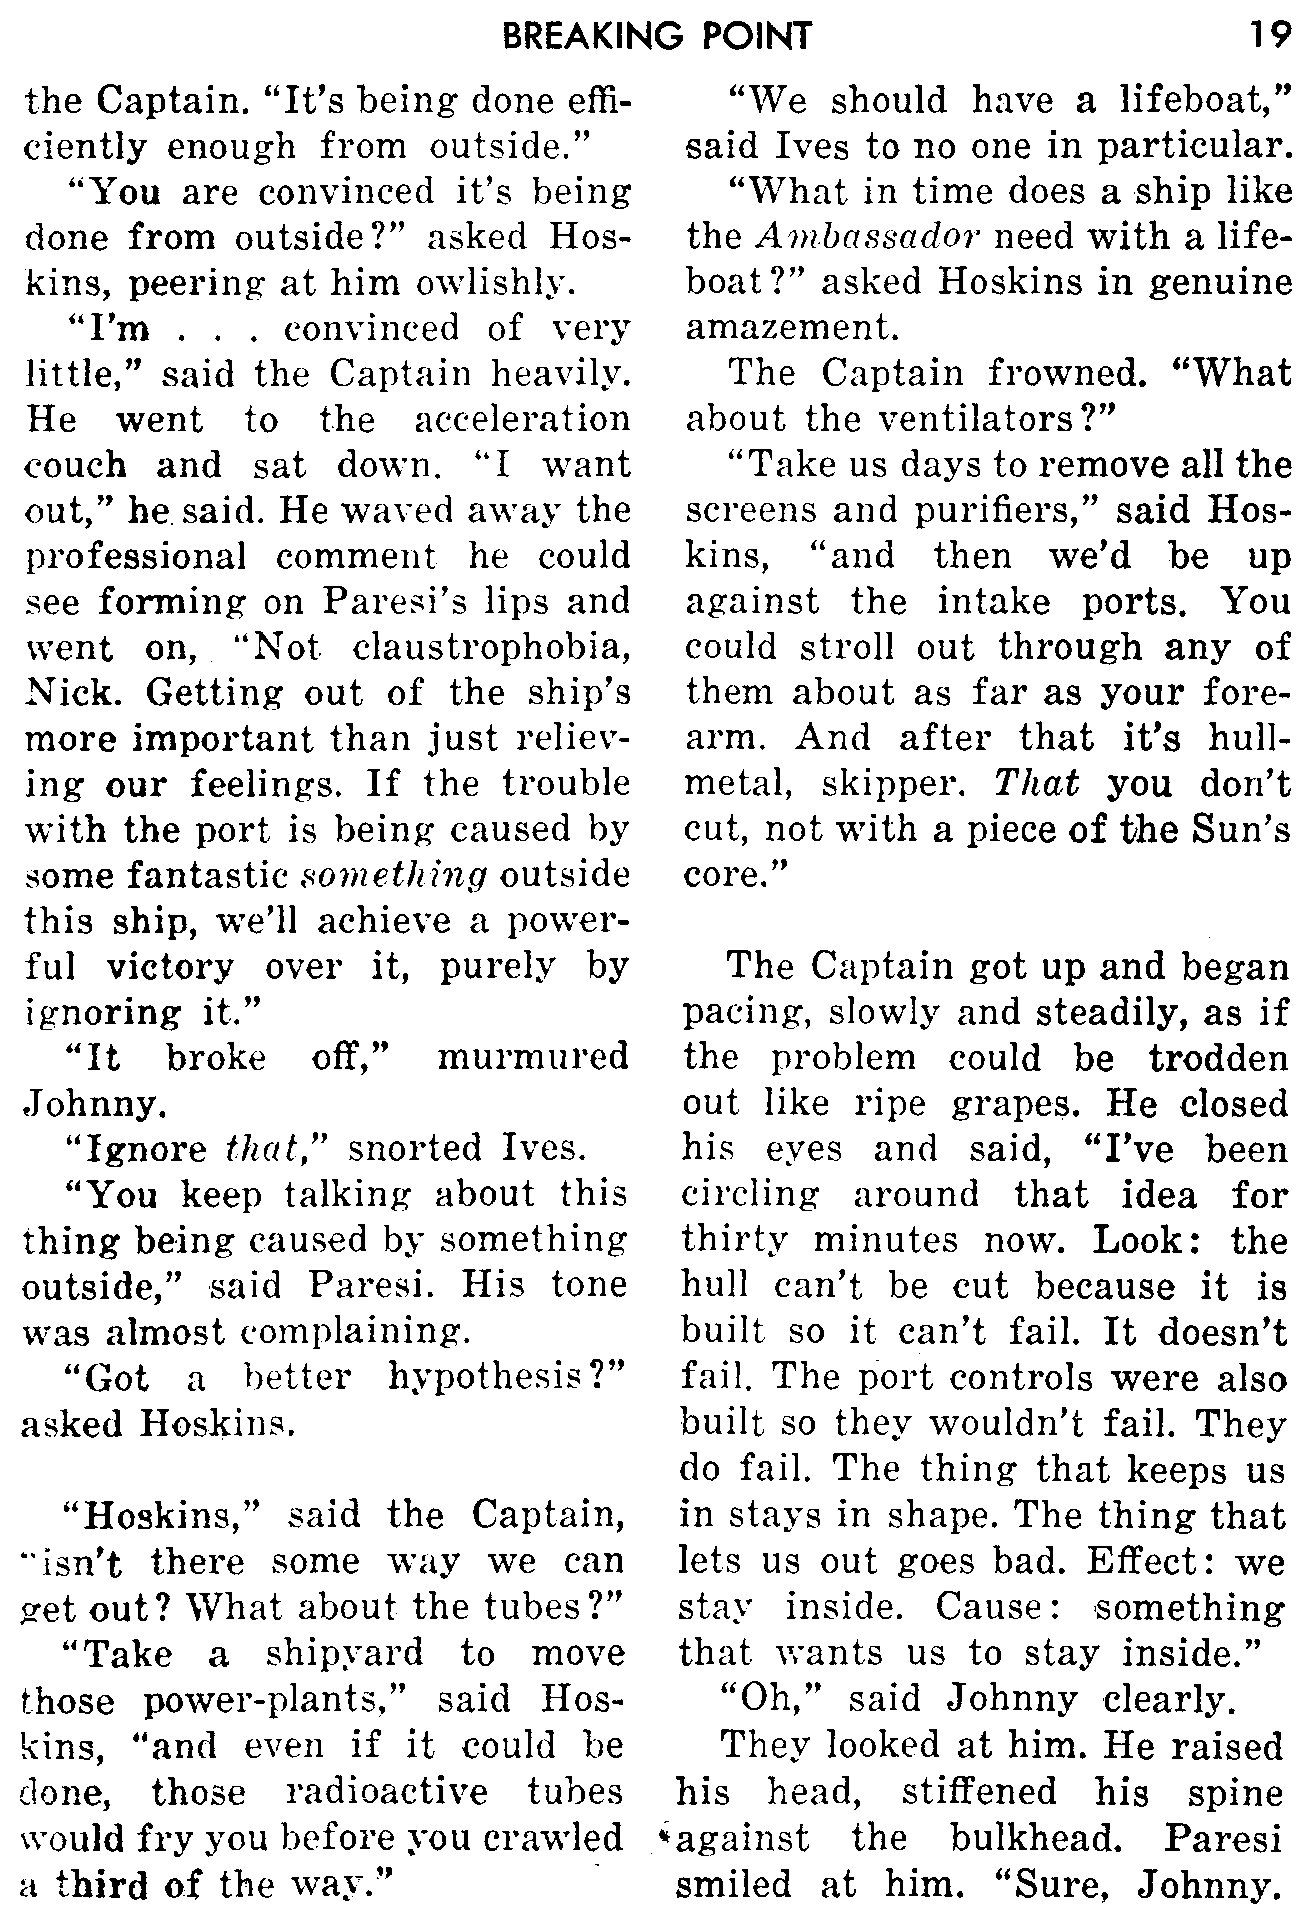 BREAKING POINT 19
the Captain. “It’s being done effi-
ciently enough from outside.”
“You are convinced it’s being
done from outside?” asked Hos-
kins, peering at him owlishly.
“I’m . . . convinced of very
little,” said the Captain heavily.
He went to the acceleration
couch and sat down. “I want
out,” he said. He waved away the
professional comment he could
see forming on Paresi’s lips and
went on, “Not claustrophobia,
Nick. Getting out of the ship’s
more important than just reliev-
ing our feelings. If the trouble
with the port is being caused by
some fantastic something outside
this ship, we’ll achieve a power-
ful victory over it, purely by
ignoring it.”
“It broke off,” murmured
Johnny.
“Ignore that,” snorted Ives.
“You keep talking about this
thing being caused by something
outside,” said Paresi. His tone
was almost complaining.
“Got a better hypothesis?”
asked Hoskins.
“Hoskins,” said the Captain,
“isn’t there some way we can
get out? What about the tubes?”
“Take a shipyard to move
those power-plants,” said Hos-
kins, “and even if it could be
done, those radioactive tubes
would fry you before you crawled
a third of the way.”
“We should have a lifeboat,”
said Ives to no one in particular.
“What in time does a ship like
the Ambassador need with a life-
boat?” asked Hoskins in genuine
amazement.
The Captain frowned. “What
about the ventilators?”
“Take us days to remove all the
screens and purifiers,” said Hos-
kins, “and then we’d be up
against the intake ports. You
could stroll out through any of
them about as far as your fore-
arm. And after that it’s hull-
metal, skipper. That you don’t
cut, not with a piece of the Sun’s
core.”
The Captain got up and began
pacing, slowly and steadily, as if
the problem could be trodden
out like ripe grapes. He closed
his eyes and said, “I’ve been
circling around that idea for
thirty minutes now. Look: the
hull can’t be cut because it is
built so it can’t fail. It doesn’t
fail. The port controls were also
built so they wouldn’t fail. They
do fail. The thing that keeps us
in stays in shape. The thing that
lets us out goes bad. Effect: we
stay inside. Cause: something
that wants us to stay inside.”
“Oh,” said Johnny clearly.
They looked at him. He raised
his head, stiffened his spine
against the bulkhead. Paresi
smiled at him. “Sure, Johnny.